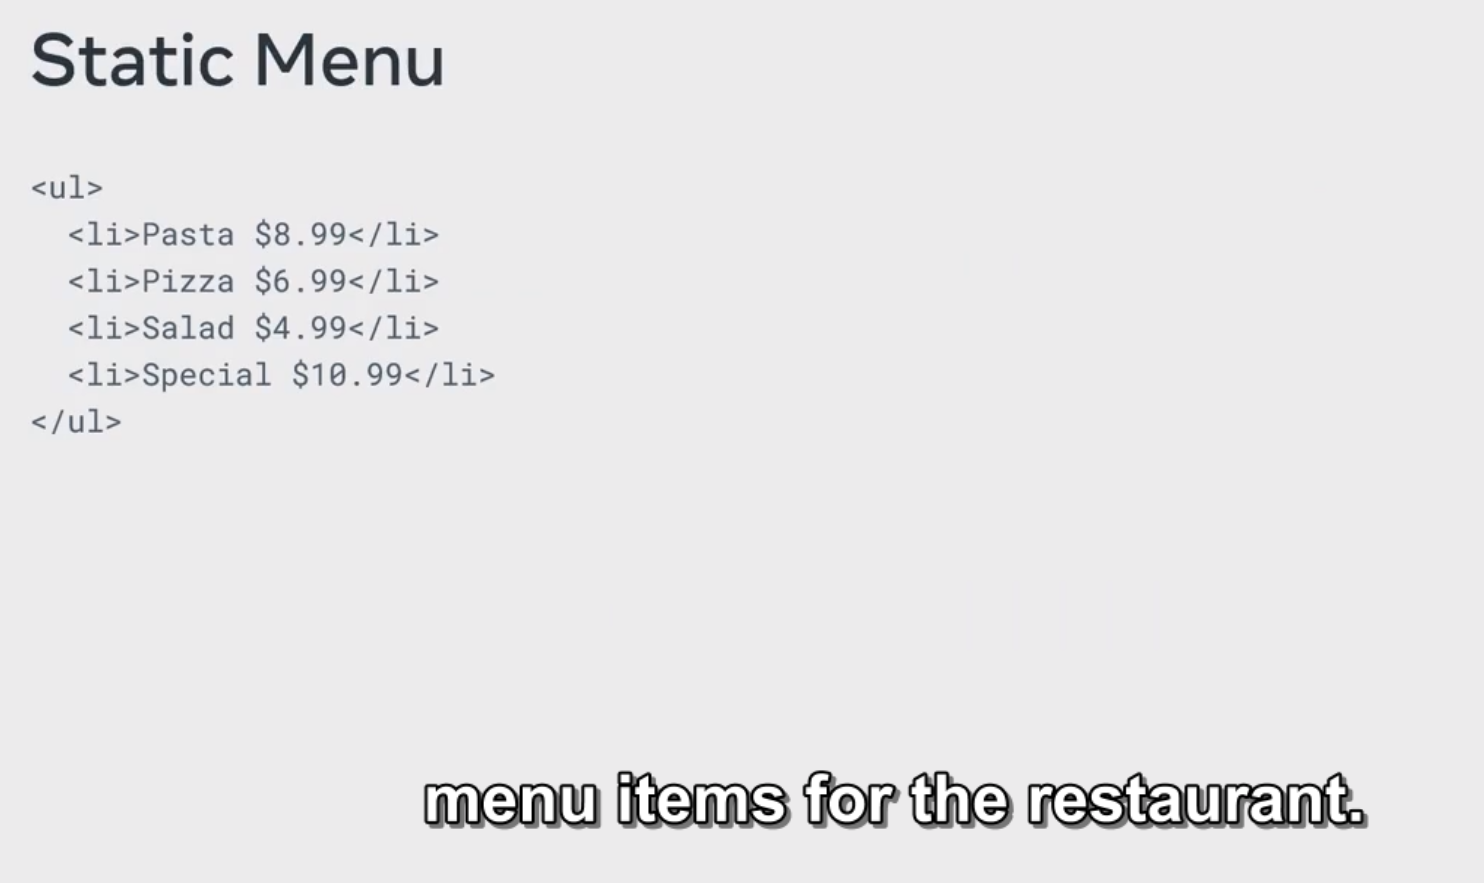 Static Menu
<ul>
  <li>Pasta $8.99</li>
  <li>Pizza $6.99</li>
  <li>Salad $4.99</li>
  <li>Special $10.99</li>
</ul>
menu items for the restaurant.